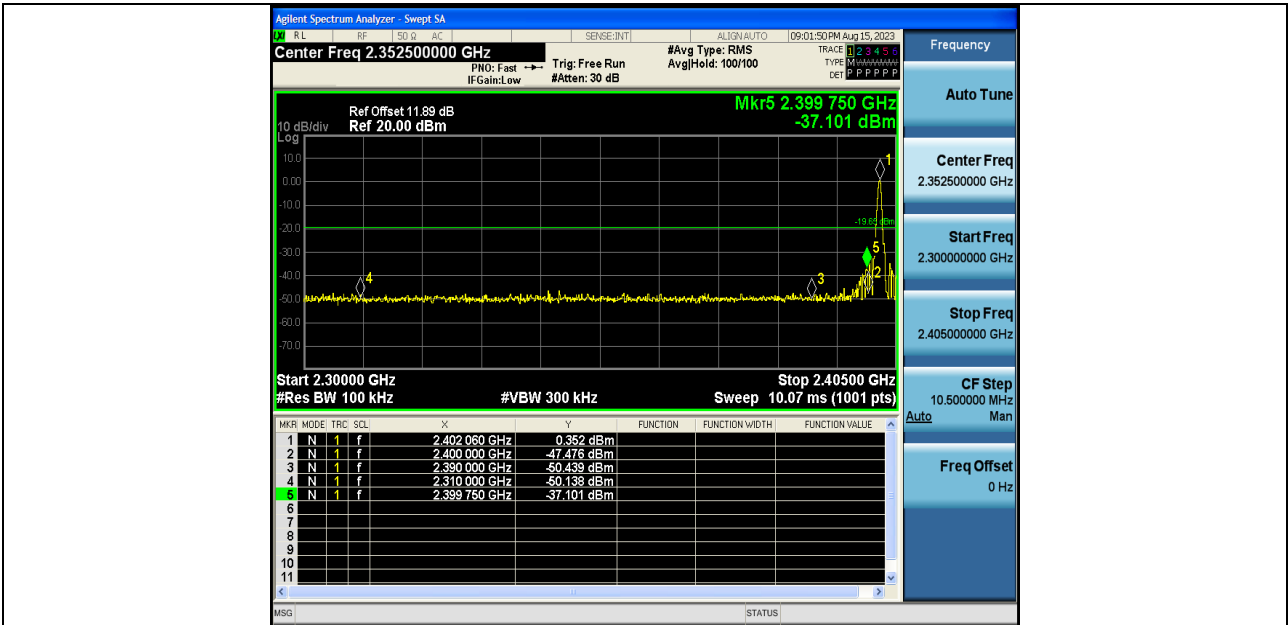 Agilent Spectrum Analyzer - Swept SA
RL RF 50 Ω AC SENSE:INT ALIGN AUTO 09:01:50 PM Aug 15, 2023
Center Freq 2.352500000 GHz
PNO: Fast
IFGain:Low
Trig: Free Run
#Atten: 30 dB
#Avg Type: RMS
Avg|Hold: 100/100
TRACE 1 2 3 4 5 6
TYPE M
DET P P P P P P
Mkr5 2.399 750 GHz
-37.101 dBm
Ref Offset 11.89 dB
10 dB/div Ref 20.00 dBm
Log
10.0
0.00
-10.0
-20.0
-30.0
-40.0
-50.0
-60.0
-70.0
1
5
2
3
4
Start 2.30000 GHz Stop 2.40500 GHz
#Res BW 100 kHz #VBW 300 kHz Sweep 10.07 ms (1001 pts)
MKR MODE TRC SCL X Y FUNCTION FUNCTION WIDTH FUNCTION VALUE
1 N 1 f 2.402 060 GHz 0.352 dBm
2 N 1 f 2.400 000 GHz -47.476 dBm
3 N 1 f 2.390 000 GHz -50.439 dBm
4 N 1 f 2.310 000 GHz -50.138 dBm
5 N 1 f 2.399 750 GHz -37.101 dBm
6
7
8
9
10
11
MSG STATUS
Frequency
Auto Tune
Center Freq
2.352500000 GHz
Start Freq
2.300000000 GHz
Stop Freq
2.405000000 GHz
CF Step
10.500000 MHz
Auto Man
Freq Offset
0 Hz